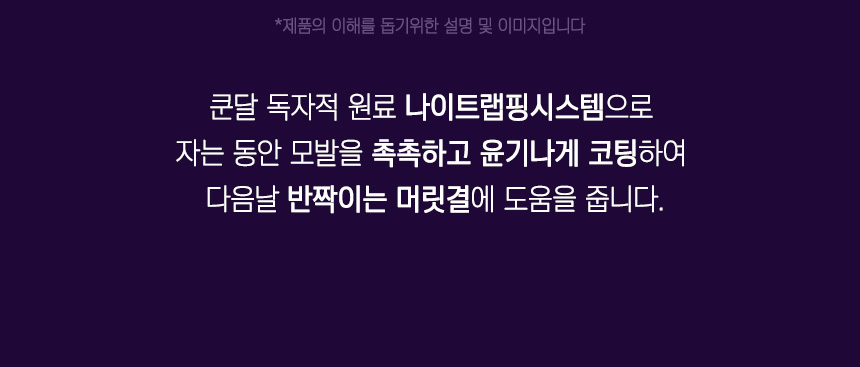 *제품의 이해를 돕기위한 설명 및 이미지입니다
쿤달 독자적 원료 나이트랩핑시스템으로
자는 동안 모발을 촉촉하고 윤기나게 코팅하여
다음날 반짝이는 머릿결에 도움을 줍니다.